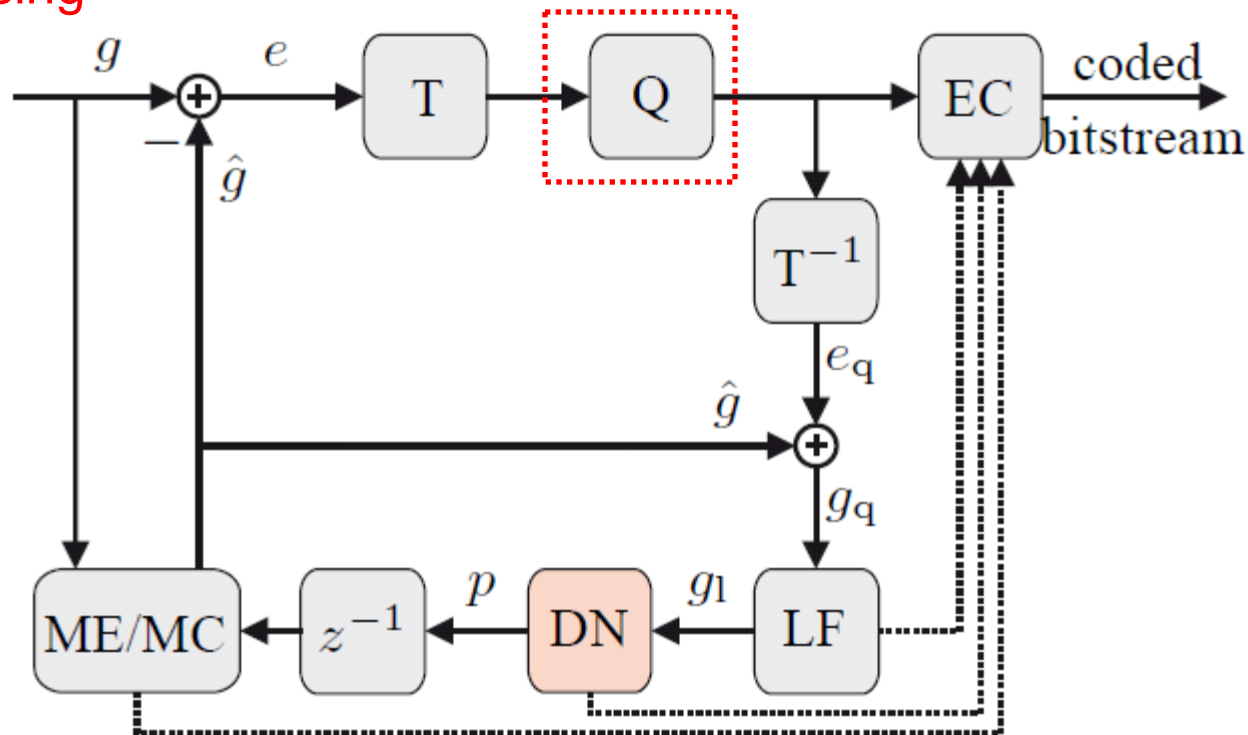 g
e
T
Q
EC
coded
bitstream
−
ĝ
T⁻¹
e_q
ĝ
g_q
ME/MC
z⁻¹
p
DN
g_l
LF